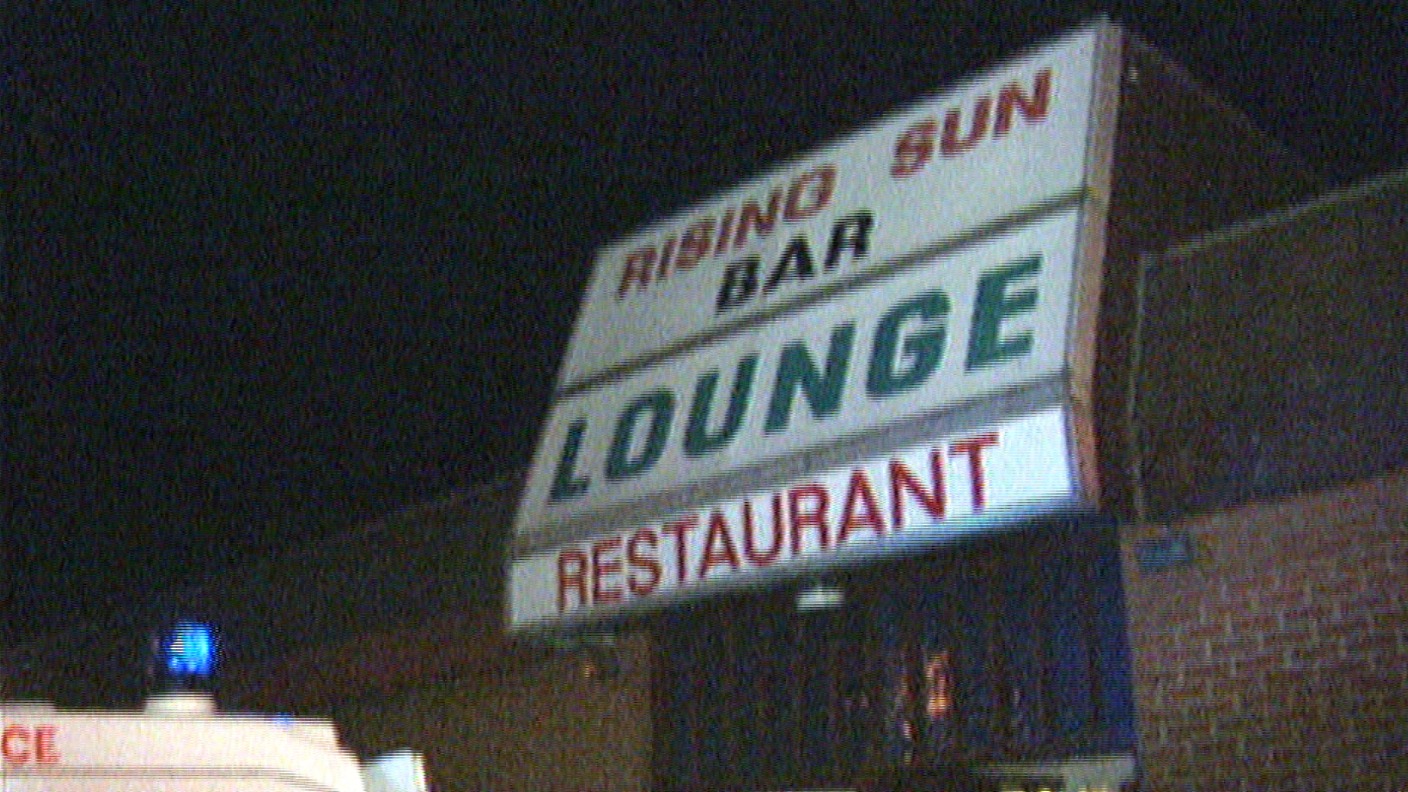 RISING SUN
BAR
LOUNGE
RESTAURANT
CE